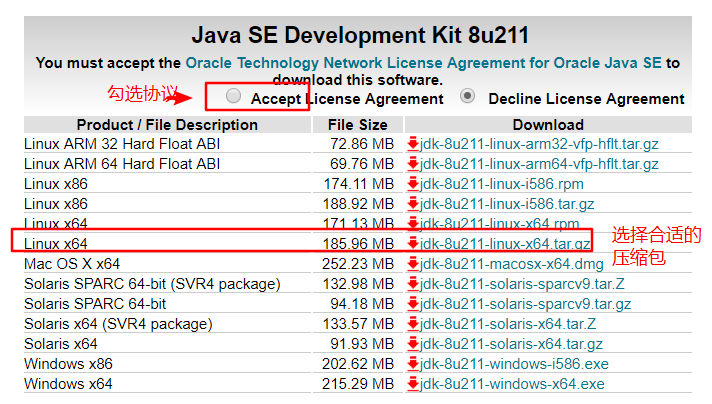 Java SE Development Kit 8u211
You must accept the Oracle Technology Network License Agreement for Oracle Java SE to
download this software.
勾选协议
Accept License Agreement Decline License Agreement
Product / File Description File Size Download
Linux ARM 32 Hard Float ABI 72.86 MB jdk-8u211-linux-arm32-vfp-hflt.tar.gz
Linux ARM 64 Hard Float ABI 69.76 MB jdk-8u211-linux-arm64-vfp-hflt.tar.gz
Linux x86 174.11 MB jdk-8u211-linux-i586.rpm
Linux x86 188.92 MB jdk-8u211-linux-i586.tar.gz
Linux x64 171.13 MB jdk-8u211-linux-x64.rpm
Linux x64 185.96 MB jdk-8u211-linux-x64.tar.gz
选择合适的
压缩包
Mac OS X x64 252.23 MB jdk-8u211-macosx-x64.dmg
Solaris SPARC 64-bit (SVR4 package) 132.98 MB jdk-8u211-solaris-sparcv9.tar.Z
Solaris SPARC 64-bit 94.18 MB jdk-8u211-solaris-sparcv9.tar.gz
Solaris x64 (SVR4 package) 133.57 MB jdk-8u211-solaris-x64.tar.Z
Solaris x64 91.93 MB jdk-8u211-solaris-x64.tar.gz
Windows x86 202.62 MB jdk-8u211-windows-i586.exe
Windows x64 215.29 MB jdk-8u211-windows-x64.exe